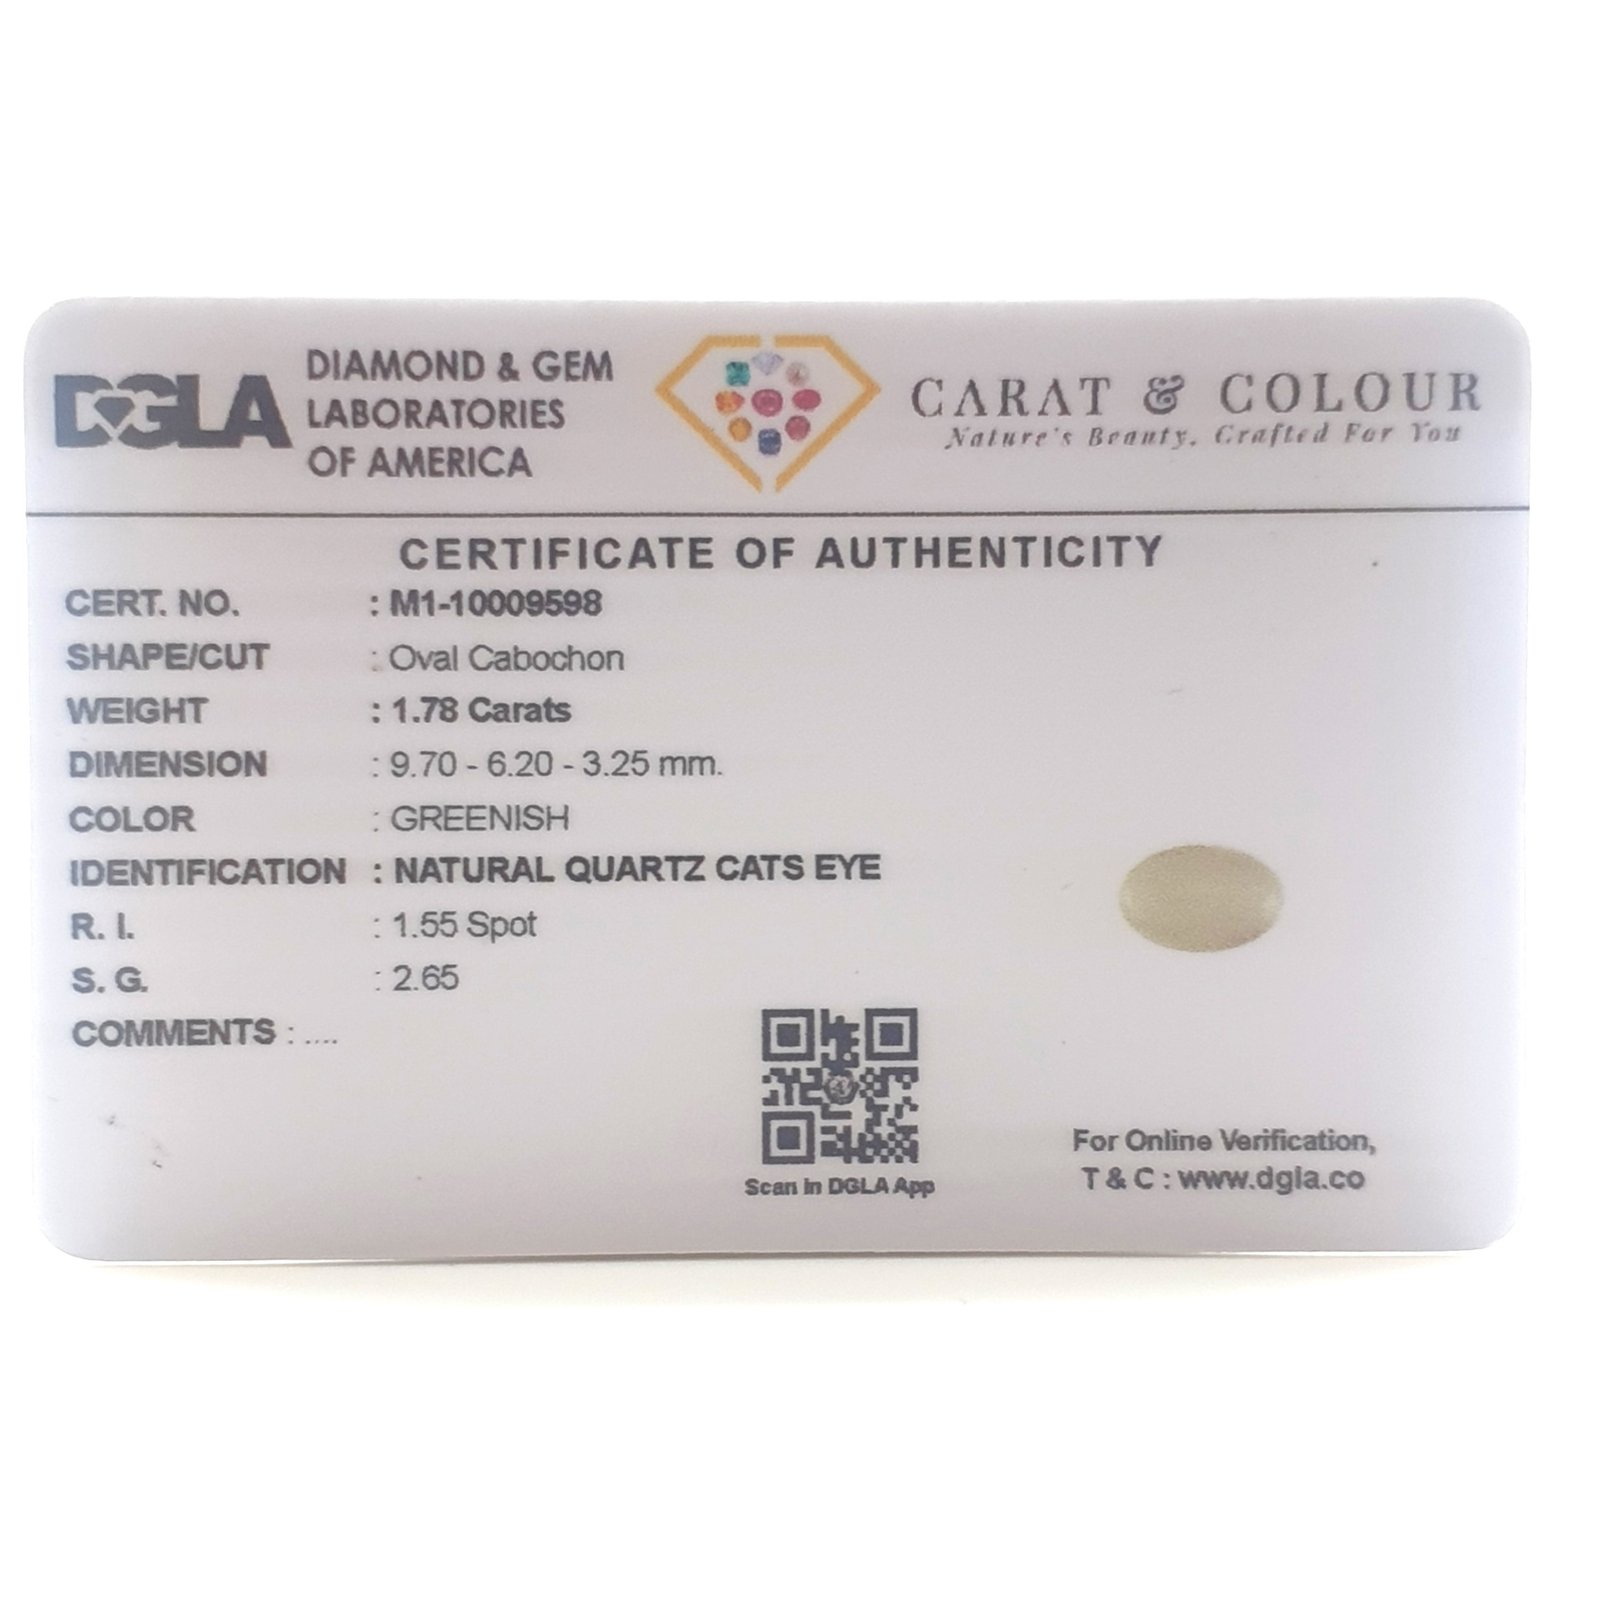 DGLA
DIAMOND & GEM
LABORATORIES
OF AMERICA
CARAT & COLOUR
Nature's Beauty, Crafted For You
CERTIFICATE OF AUTHENTICITY
CERT. NO. : M1-10009598
SHAPE/CUT : Oval Cabochon
WEIGHT : 1.78 Carats
DIMENSION : 9.70 - 6.20 - 3.25 mm.
COLOR : GREENISH
IDENTIFICATION : NATURAL QUARTZ CATS EYE
R. I. : 1.55 Spot
S. G. : 2.65
COMMENTS : ....
Scan in DGLA App
For Online Verification,
T & C : www.dgla.co